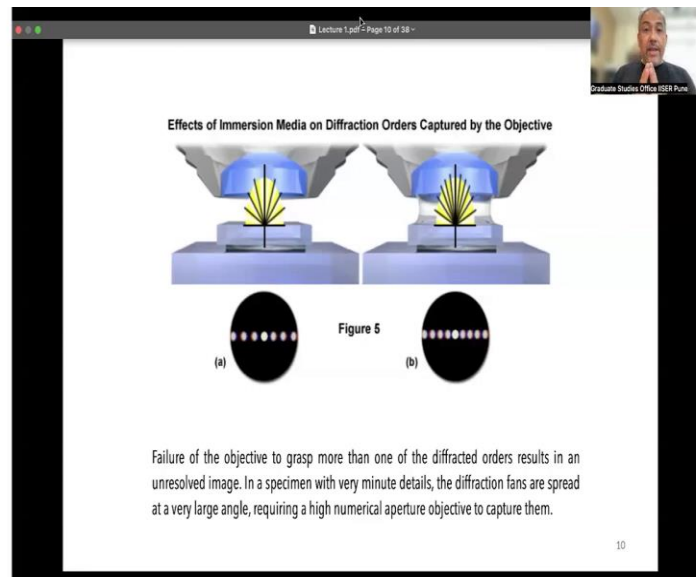 Lecture 1.pdf – Page 10 of 38
Graduate Studies Office IISER Pune
Effects of Immersion Media on Diffraction Orders Captured by the Objective
(a)
Figure 5
(b)
Failure of the objective to grasp more than one of the diffracted orders results in an
unresolved image. In a specimen with very minute details, the diffraction fans are spread
at a very large angle, requiring a high numerical aperture objective to capture them.
10